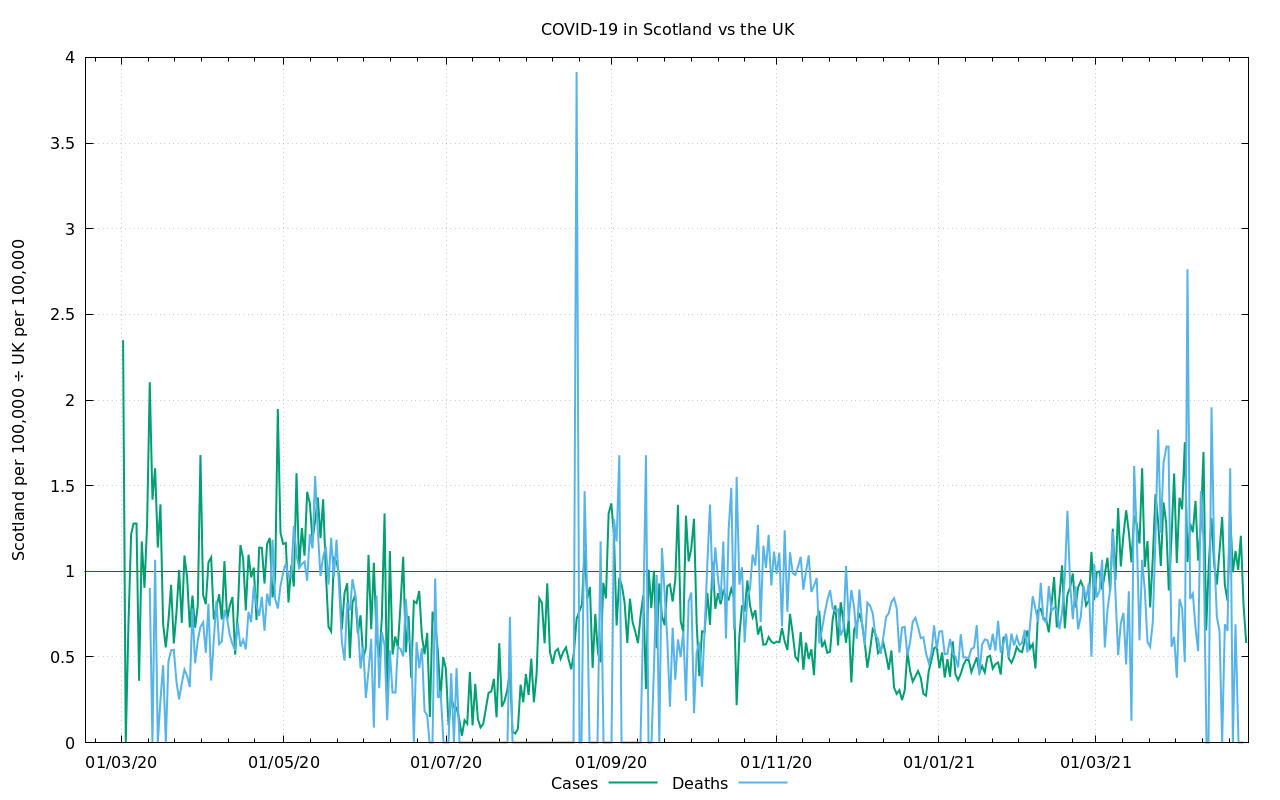 COVID-19 in Scotland vs the UK
Scotland per 100,000 ÷ UK per 100,000
4
3.5
3
2.5
2
1.5
1
0.5
0
01/03/20 01/05/20 01/07/20 01/09/20 01/11/20 01/01/21 01/03/21
Cases Deaths